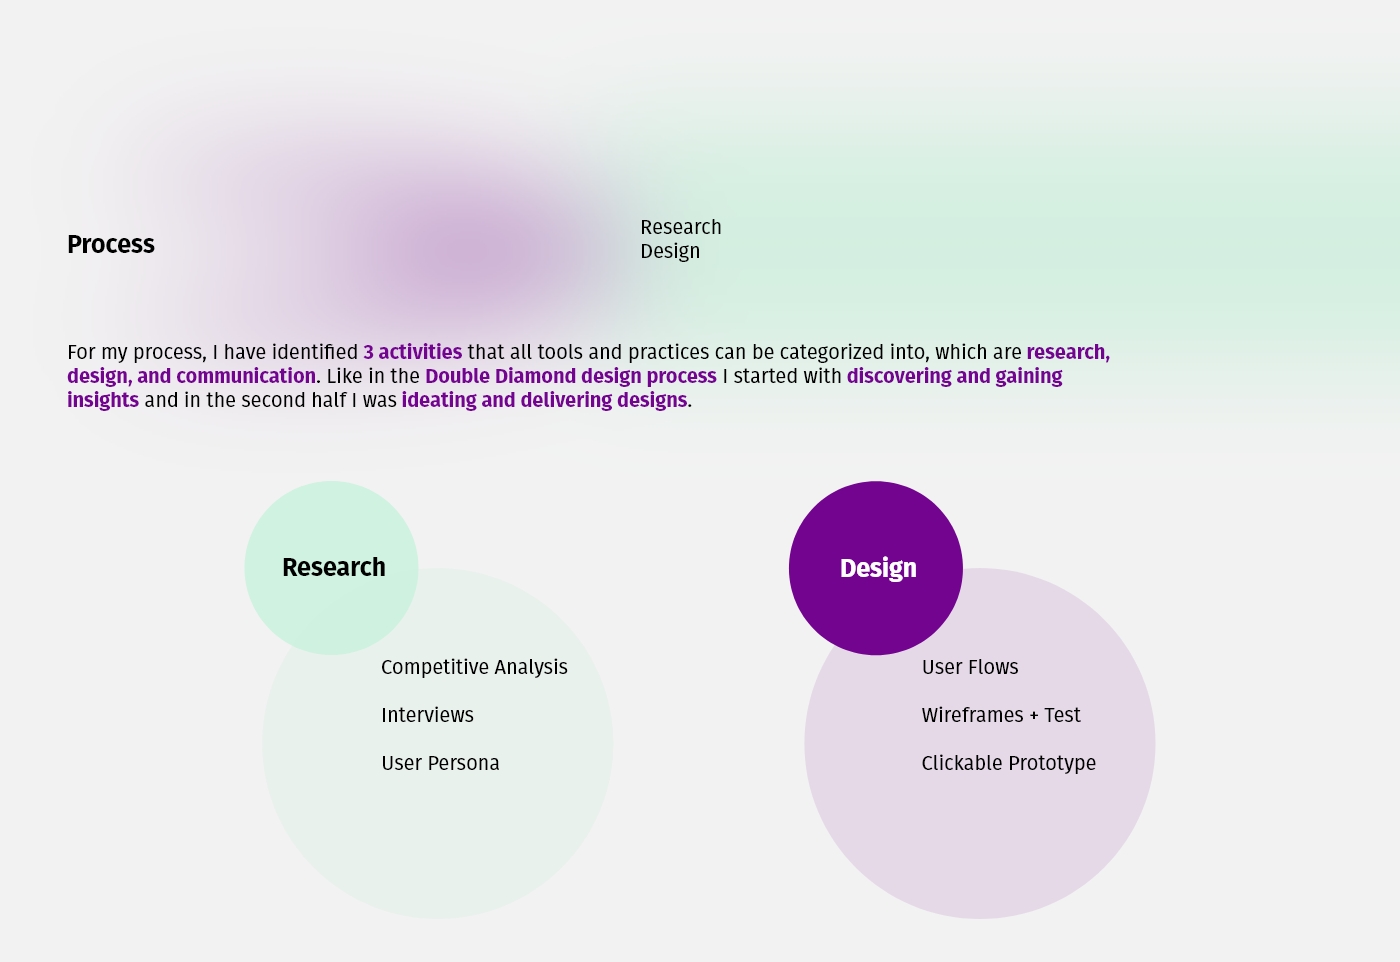 Process
Research
Design
For my process, I have identified 3 activities that all tools and practices can be categorized into, which are research,
design, and communication. Like in the Double Diamond design process I started with discovering and gaining
insights and in the second half I was ideating and delivering designs.
Research
Competitive Analysis
Interviews
User Persona
Design
User Flows
Wireframes + Test
Clickable Prototype